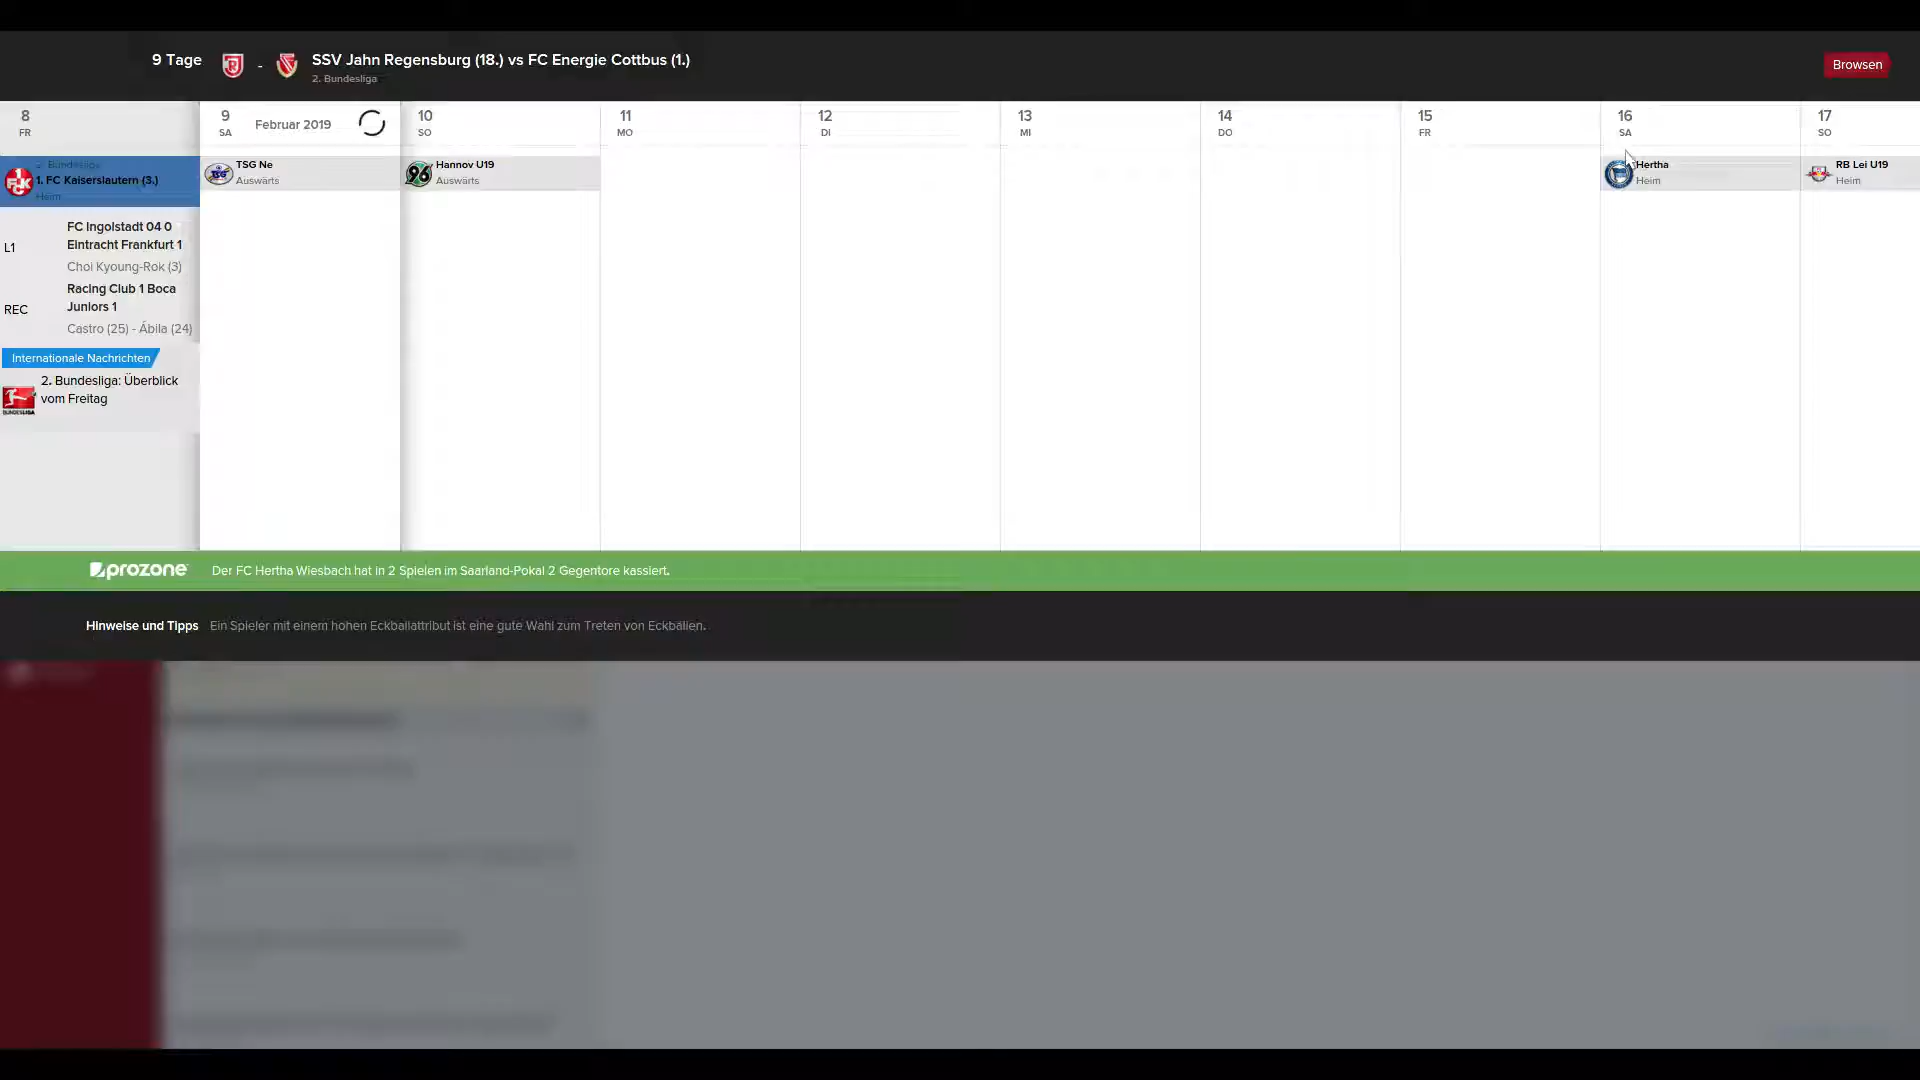 9 Tage
-
SSV Jahn Regensburg (18.) vs FC Energie Cottbus (1.)
2. Bundesliga
Browsen
8
FR
9
SA
Februar 2019
10
SO
11
MO
12
DI
13
MI
14
DO
15
FR
16
SA
17
SO
2. Bundesliga
1. FC Kaiserslautern (3.)
Heim
TSG Ne
Auswärts
96
Hannov U19
Auswärts
Hertha
Heim
RB Lei U19
Heim
L1
FC Ingolstadt 04 0
Eintracht Frankfurt 1
Choi Kyoung-Rok (3)
REC
Racing Club 1 Boca
Juniors 1
Castro (25) - Ábila (24)
Internationale Nachrichten
2. Bundesliga: Überblick
vom Freitag
BUNDESLIGA
prozone
Der FC Hertha Wiesbach hat in 2 Spielen im Saarland-Pokal 2 Gegentore kassiert.
Hinweise und Tipps
Ein Spieler mit einem hohen Eckballattribut ist eine gute Wahl zum Treten von Eckbällen.